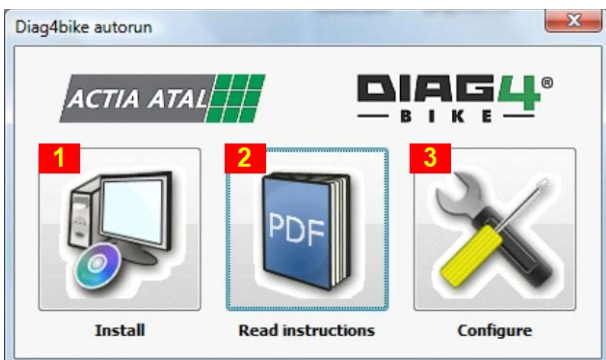 Diag4bike autorun
ACTIA ATAL
DIAG4®
BIKE
1
2
3
PDF
Install
Read instructions
Configure